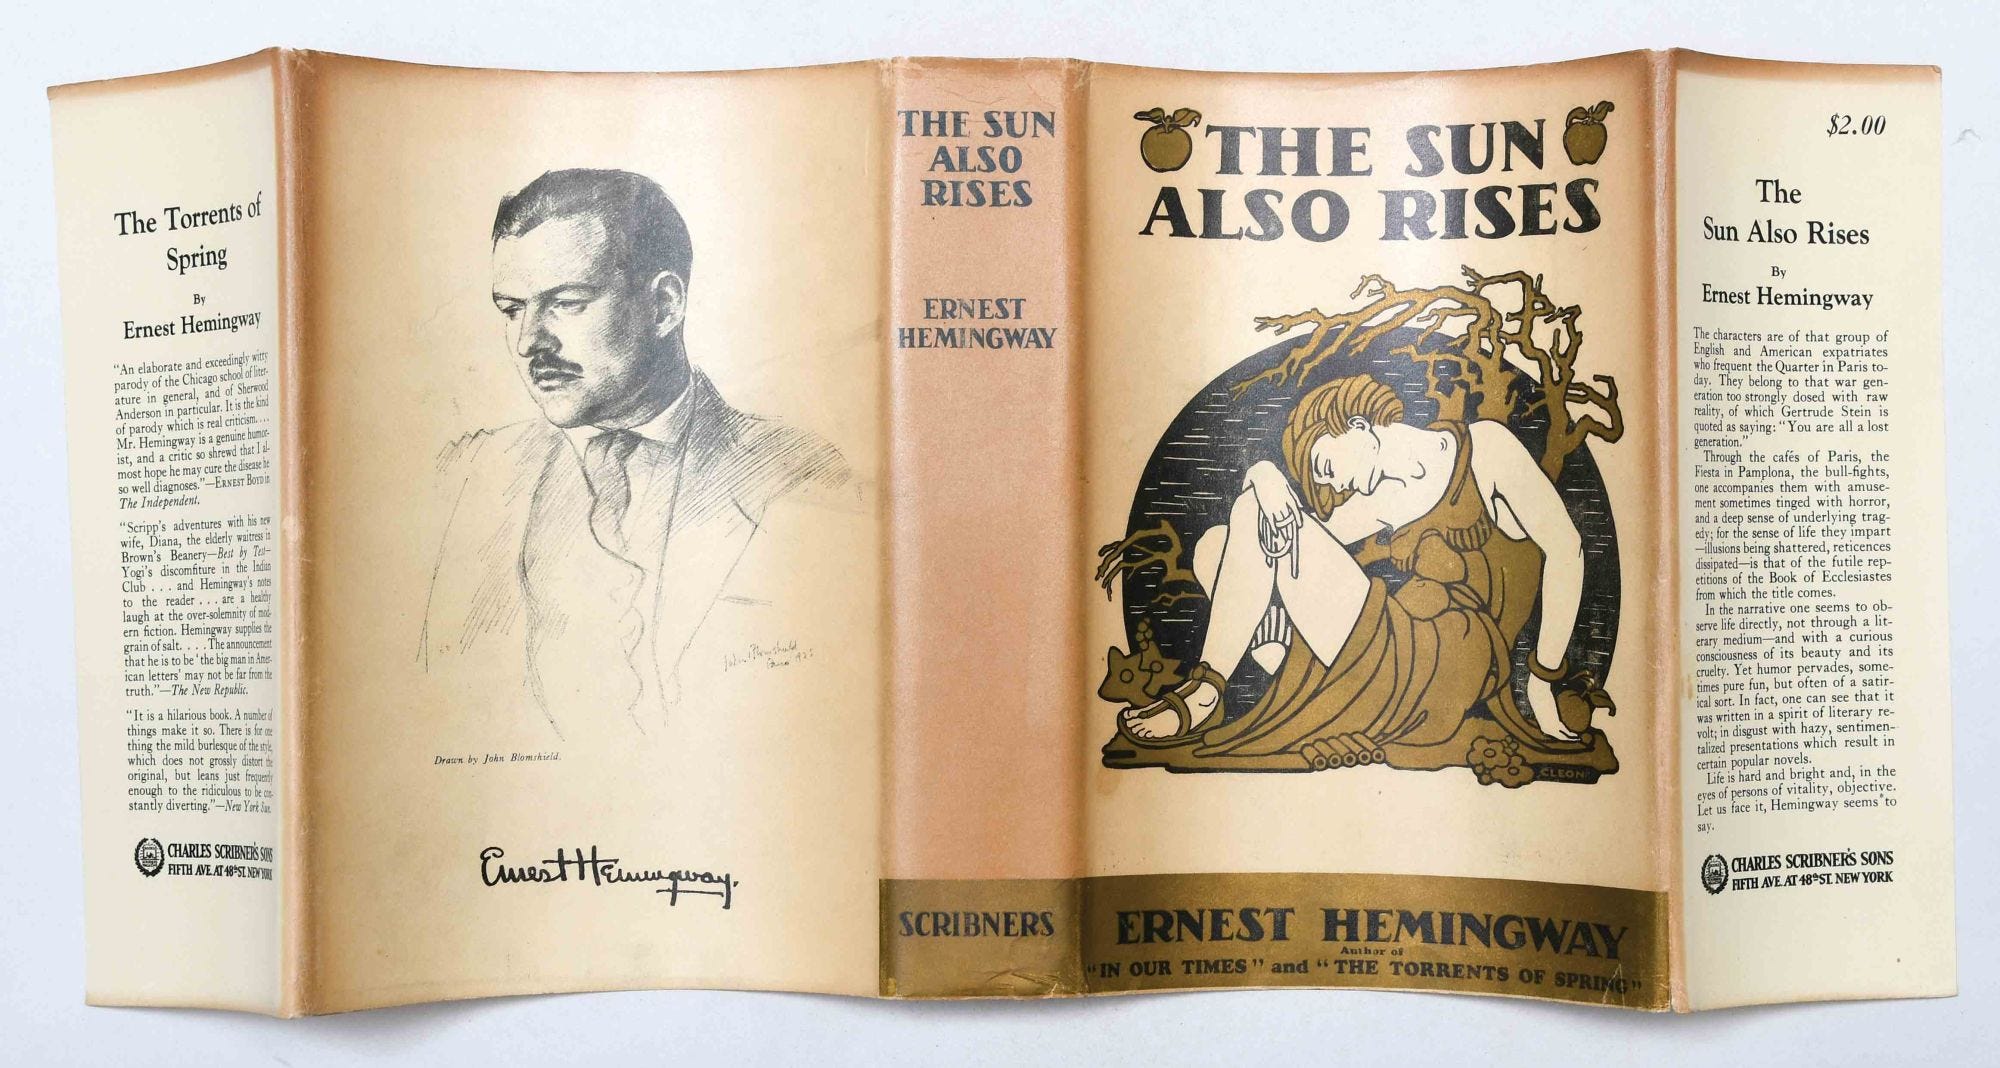 The Torrents of
Spring
By
Ernest Hemingway
"An elaborate and exceedingly witty
parody of the Chicago school of liter-
ature in general, and of Sherwood
Anderson in particular. It is the kind
of parody which is real criticism. . . .
Mr. Hemingway is a genuine humor-
ist, and a critic so shrewd that I al-
most hope he may cure the disease he
so well diagnoses."—ERNEST BOYD in
The Independent.
"Scripp's adventures with his new
wife, Diana, the elderly waitress in
Brown's Beanery—Best by Test—
Yogi's discomfiture in the Indian
Club . . . and Hemingway's notes
to the reader . . . are a healthy
laugh at the over-solemnity of mod-
ern fiction. Hemingway supplies the
grain of salt. . . . The announcement
that he is to be 'the big man in Amer-
ican letters' may not be far from the
truth."—The New Republic.
"It is a hilarious book. A number of
things make it so. There is for one
thing the mild burlesque of the style,
which does not grossly distort the
original, but leans just frequently
enough to the ridiculous to be con-
stantly diverting."—New York Sun.
CHARLES SCRIBNER'S SONS
FIFTH AVE. AT 48th ST. NEW YORK
John Blomshield
Drawn by John Blomshield.
Ernest Hemingway.
THE SUN
ALSO
RISES
ERNEST
HEMINGWAY
SCRIBNERS
THE SUN
ALSO RISES
CLEON
ERNEST HEMINGWAY
Author of
"IN OUR TIMES" and "THE TORRENTS OF SPRING"
$2.00
The
Sun Also Rises
By
Ernest Hemingway
The characters are of that group of
English and American expatriates
who frequent the Quarter in Paris to-
day. They belong to that war gen-
eration too strongly dosed with raw
reality, of which Gertrude Stein is
quoted as saying: "You are all a lost
generation."
Through the cafés of Paris, the
Fiesta in Pamplona, the bull-fights,
one accompanies them with amuse-
ment sometimes tinged with horror,
and a deep sense of underlying trag-
edy; for the sense of life they impart
—illusions being shattered, reticences
dissipated—is that of the futile rep-
etitions of the Book of Ecclesiastes
from which the title comes.
In the narrative one seems to ob-
serve life directly, not through a lit-
erary medium—and with a curious
consciousness of its beauty and its
cruelty. Yet humor pervades, some-
times pure fun, but often of a satir-
ical sort. In fact, one can see that it
was written in a spirit of literary re-
volt; in disgust with hazy, sentimen-
talized presentations which result in
certain popular novels.
Life is hard and bright and, in the
eyes of persons of vitality, objective.
Let us face it, Hemingway seems to
say.
CHARLES SCRIBNER'S SONS
FIFTH AVE. AT 48th ST. NEW YORK